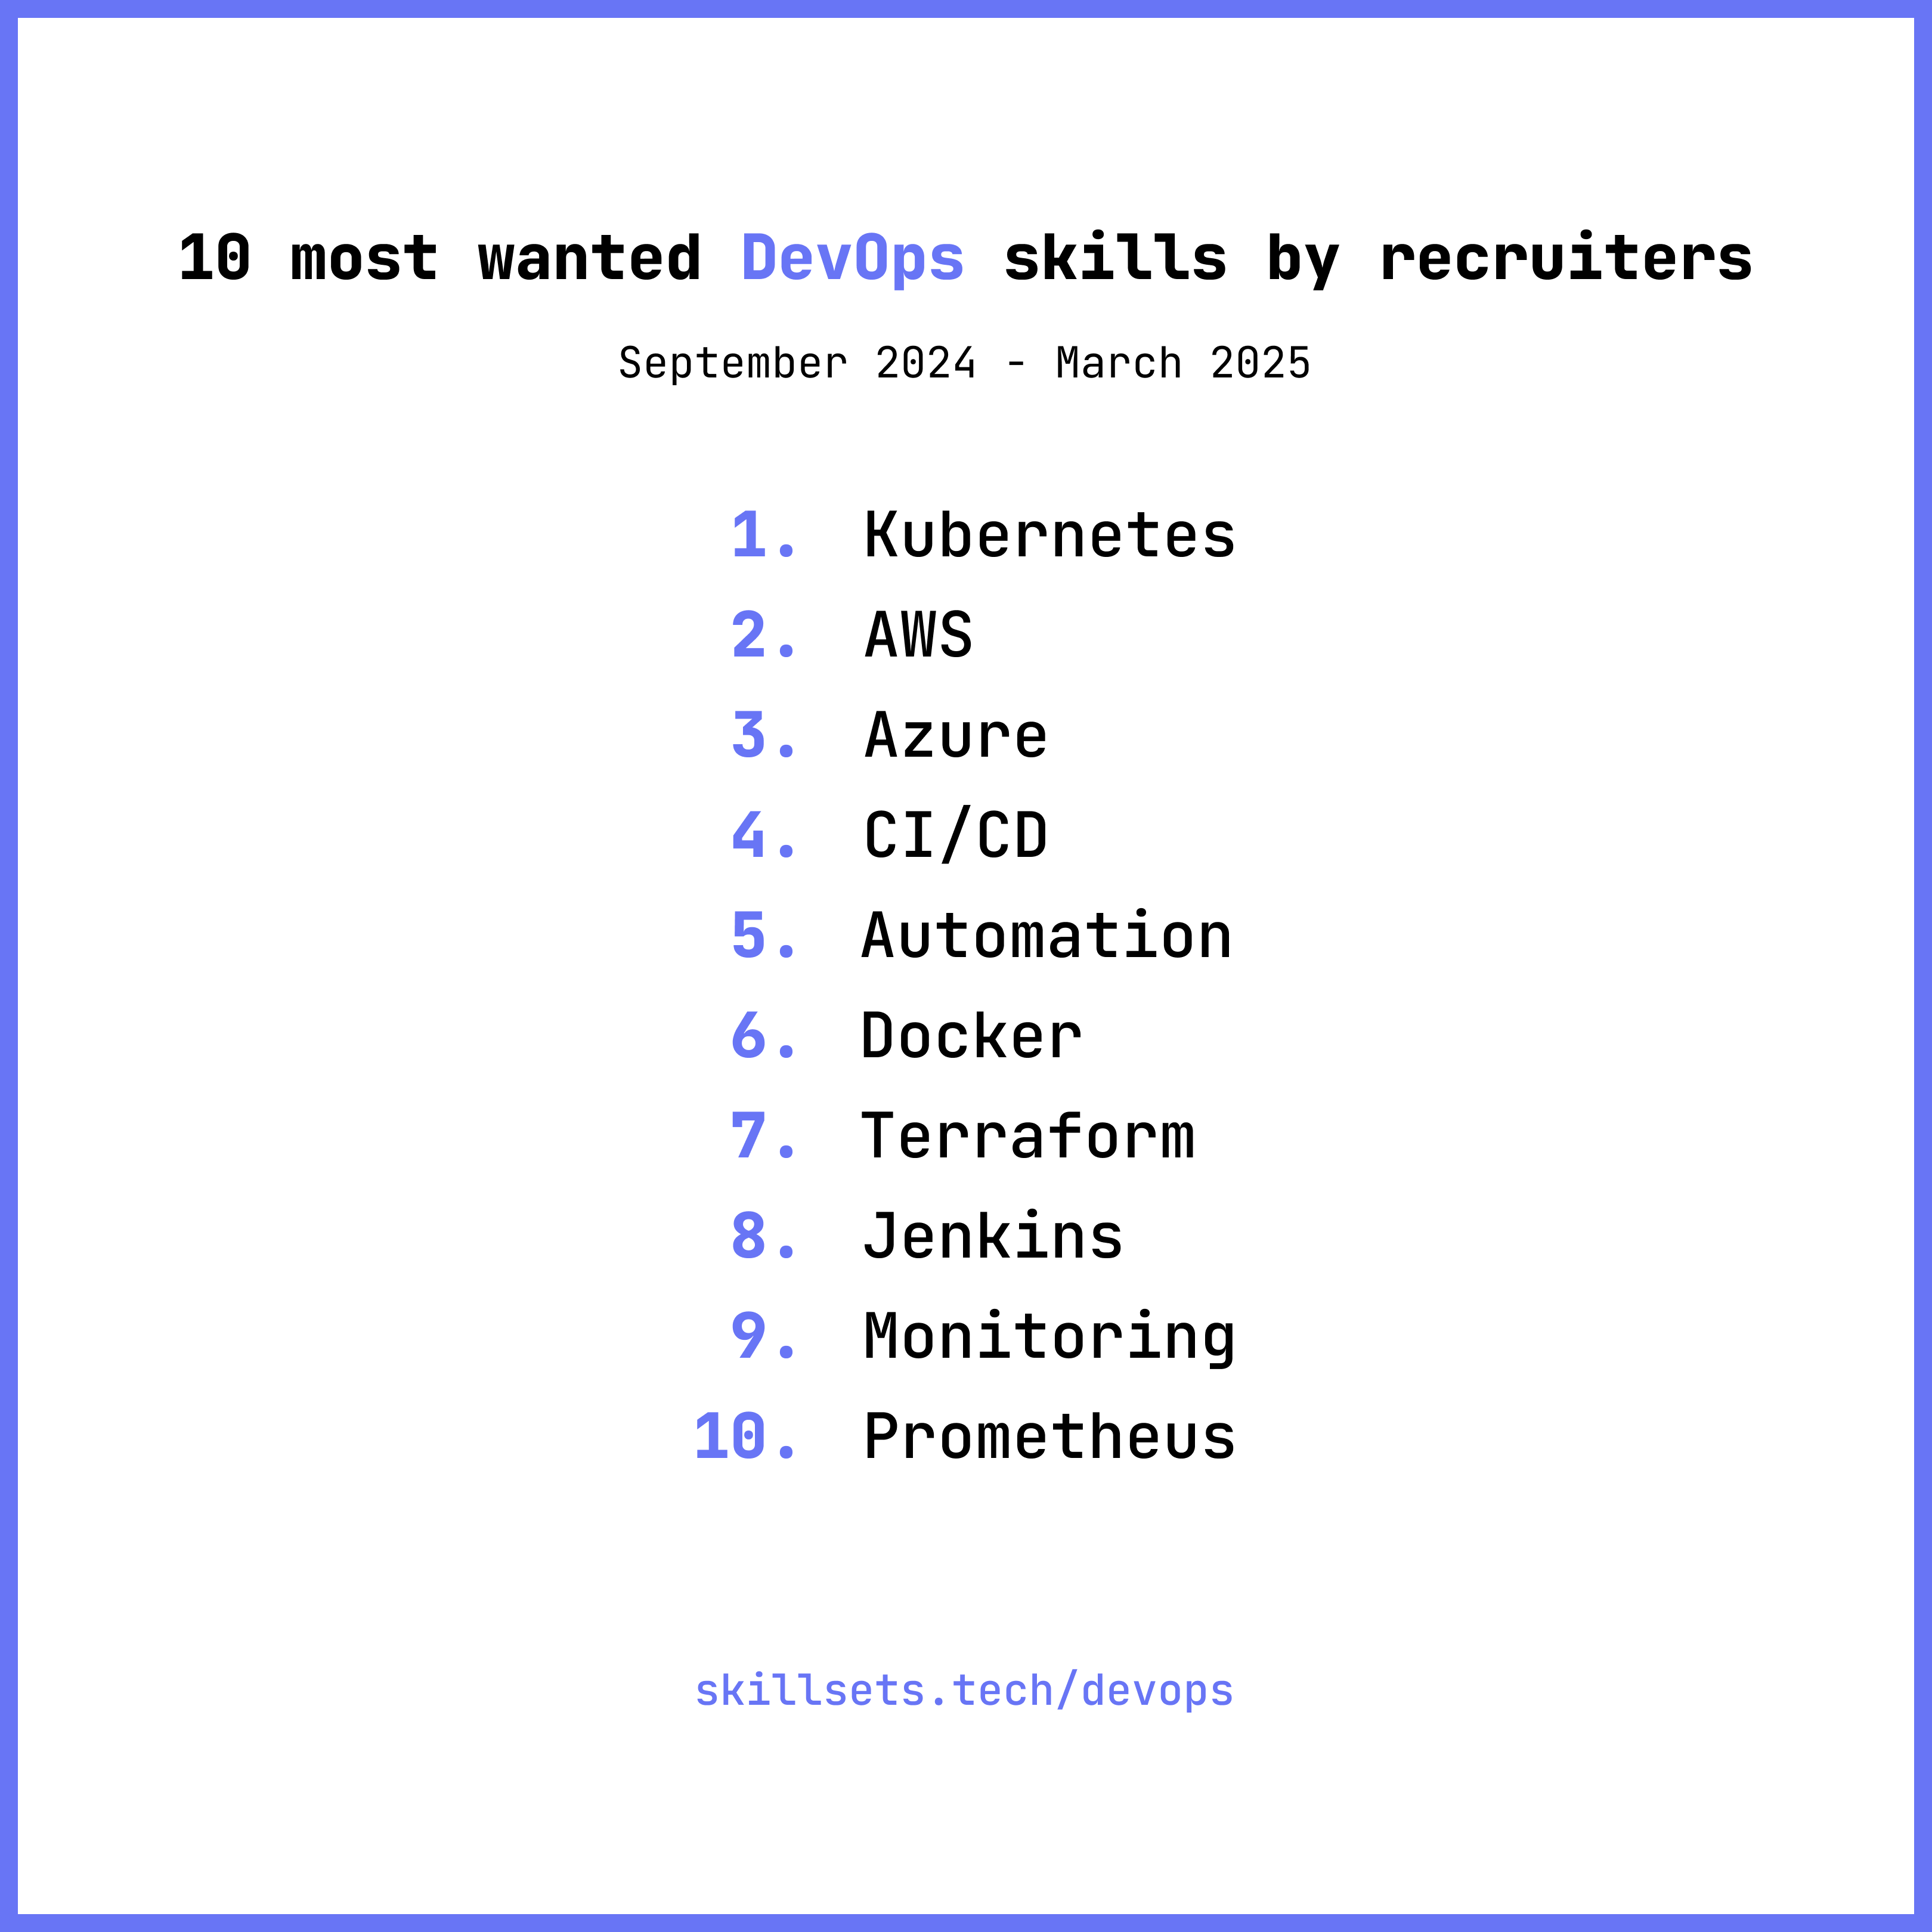 10 most wanted DevOps skills by recruiters
September 2024 - March 2025
1. Kubernetes
2. AWS
3. Azure
4. CI/CD
5. Automation
6. Docker
7. Terraform
8. Jenkins
9. Monitoring
10. Prometheus
skillsets.tech/devops